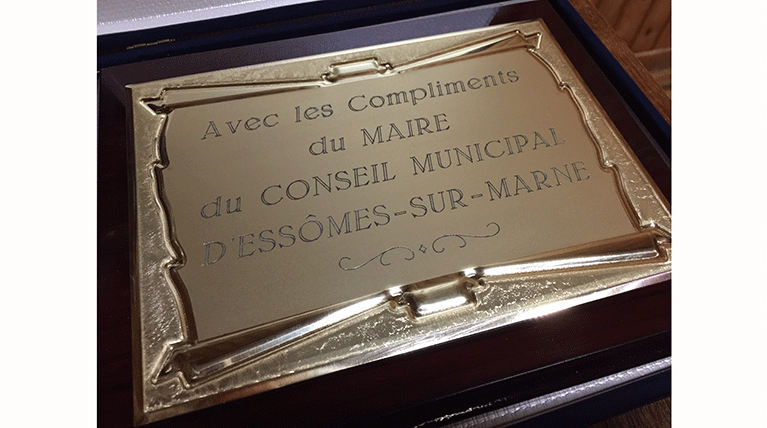 Avec les Compliments
du MAIRE
du CONSEIL MUNICIPAL
D'ESSÔMES-SUR-MARNE